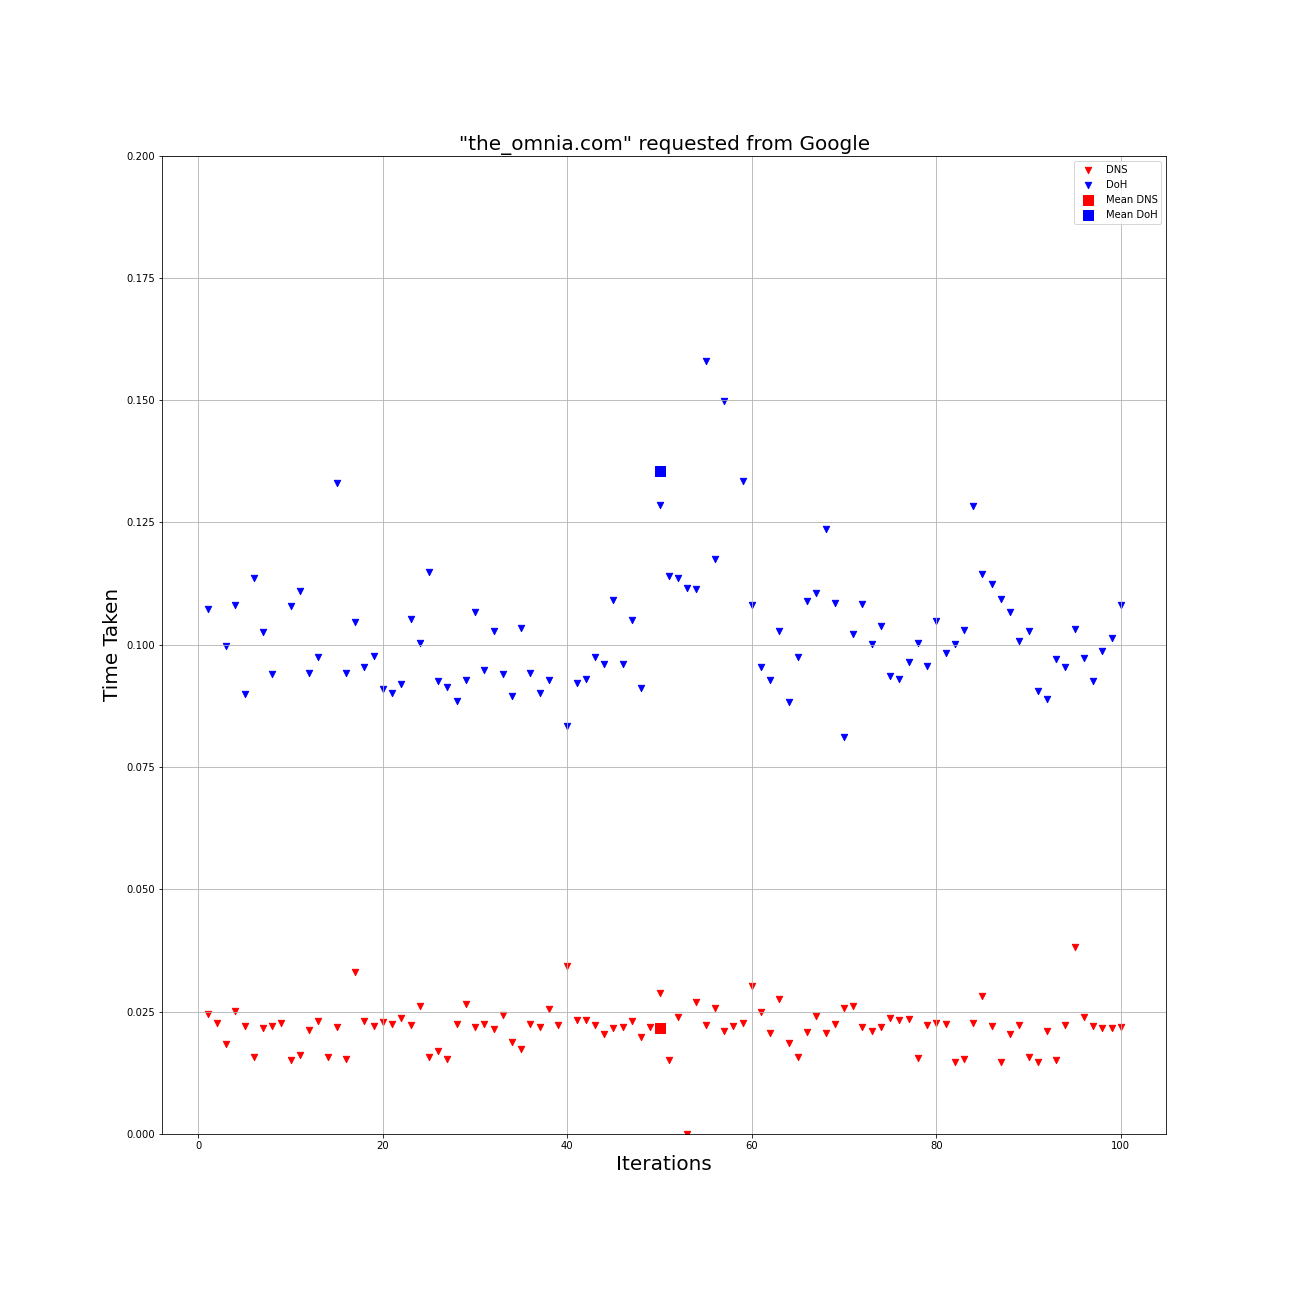 "the_omnia.com" requested from Google
DNS
DoH
Mean DNS
Mean DoH
Time Taken
0.200
0.175
0.150
0.125
0.100
0.075
0.050
0.025
0.000
0 20 40 60 80 100
Iterations